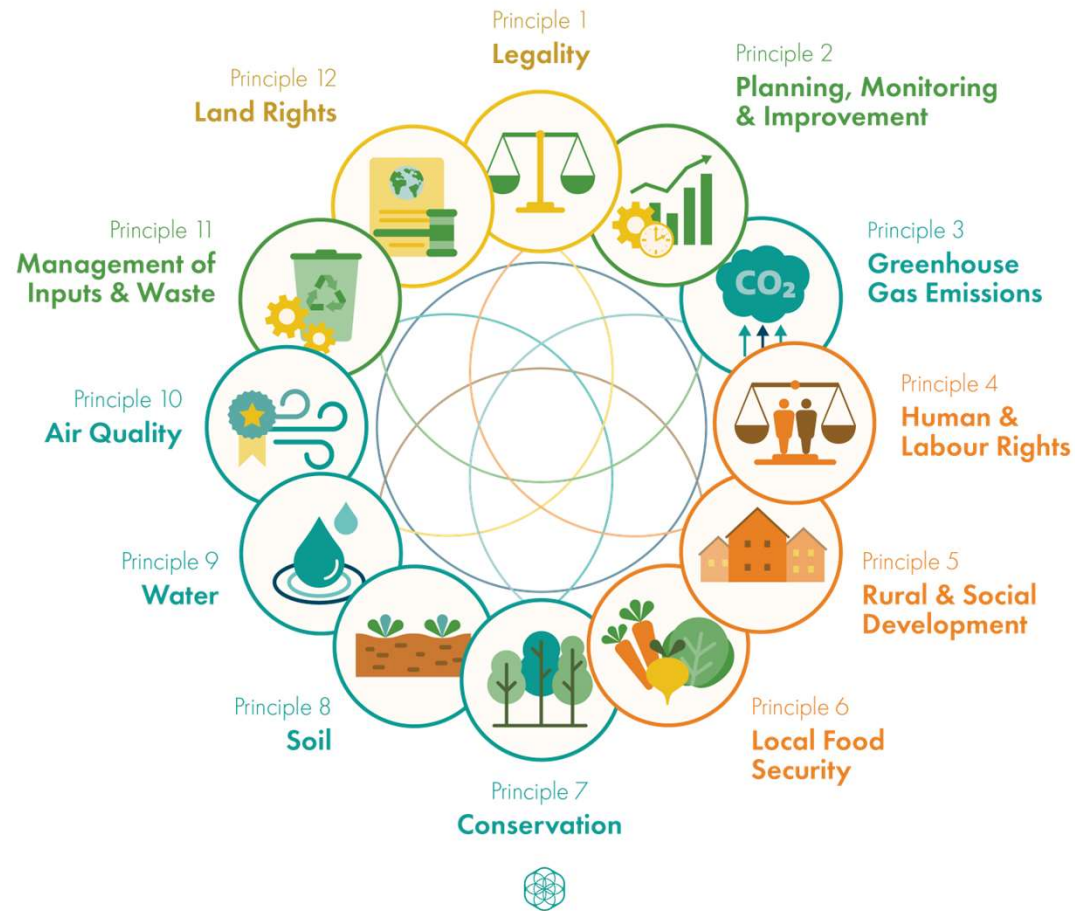 Principle 1
Legality
Principle 2
Planning, Monitoring
& Improvement
Principle 3
Greenhouse
Gas Emissions
CO₂
Principle 4
Human &
Labour Rights
Principle 5
Rural & Social
Development
Principle 6
Local Food
Security
Principle 7
Conservation
Principle 8
Soil
Principle 9
Water
Principle 10
Air Quality
Principle 11
Management of
Inputs & Waste
Principle 12
Land Rights